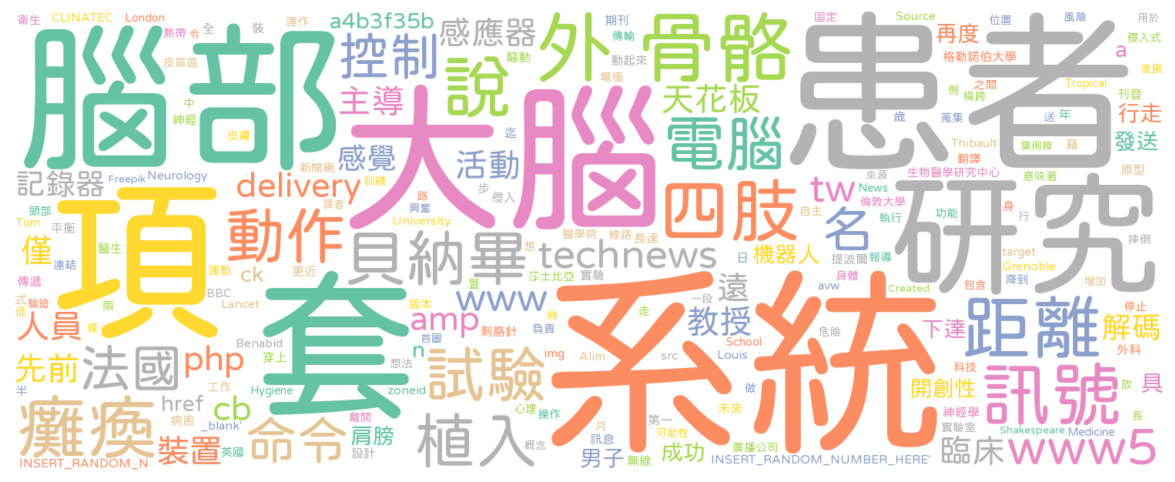 衛生 CLINATEC London
熱帶 令 全 裝 運作 a4b3f35b 感應器 期刊 傳輸 固定 Source 位置 風險 用於
腦部 控制 外 骨骼 患者 再度 a 侵入式
皮質區 驅動 動起來 電極 格勒諾伯大學 進展
說 主導 天花板 之間 Tropical
大腦 電腦 側 橫跨 刊發 行走
中 神經 皮膚 迄 歲 蒐集 送 年 發送
感覺 活動 Thibault 葉俐緯 藉
記錄器 Freepik Neurology 新聞網 訓練 步 侵入 四肢 翻譯 來源 生物醫學研究中心 意味著 原型
delivery tw News 倫敦大學 研究
頭部 譯者 路 興奮 名 執行 功能 身 行
Tom 平衡 項 動作 University 醫學院 線路 長達 想 自主 摔倒
僅 醫生 貝納畢 technews 機器人 提波爾 報導 target
連結 運動 ck 更近 莎士比亞 實驗 日 身體 Grenoble
傳遞 BBC 套 兩 www 系統 遠 avw Created 降到 增加
式 驗證 低 Lancet 版本 暨 一段 包含 距離
人員 條 amp 刺胳針 時 負責 走 教授 危險 下達 停止 解碼
先前 法國 php Benabid 穿上 首圖 n img Alim src School Louis 外科
想法 試驗 科技
半 href 工作 Hygiene zoneid 做 開創性 放 具
癱瘓 cb 病患 _blank' 命令 離開 肩膀 植入 心理 操作 月 第一 未來 神經學 訊號 長
英國 設計 訊息 可能性 廣播公司 實驗室 Shakespeare Medicine
INSERT_RANDOM_N 裝置 概念 男子 無線 成功 INSERT_RANDOM_NUMBER_HERE' 臨床 www5